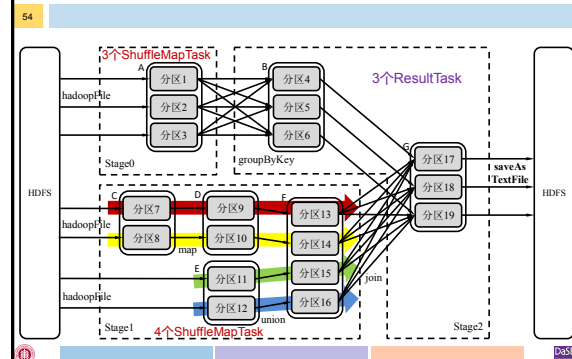 54
3个ShuffleMapTask
3个ResultTask
A
B
分区1
分区2
分区3
分区4
分区5
分区6
hadoopFile
Stage0
groupByKey
HDFS
G
分区17
分区18
分区19
saveAs
TextFile
HDFS
C
D
F
分区7
分区8
分区9
分区10
分区13
分区14
分区15
分区16
hadoopFile
map
E
分区11
分区12
hadoopFile
union
join
Stage1
4个ShuffleMapTask
Stage2